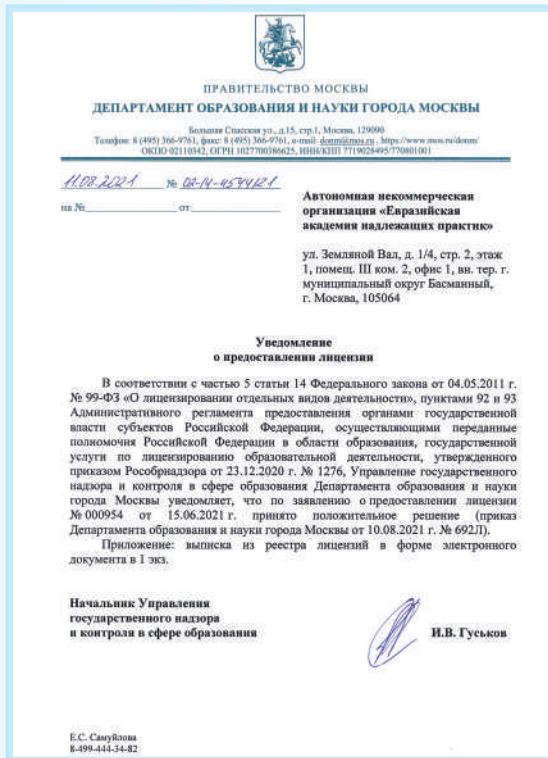 ПРАВИТЕЛЬСТВО МОСКВЫ
ДЕПАРТАМЕНТ ОБРАЗОВАНИЯ И НАУКИ ГОРОДА МОСКВЫ
Большая Спасская ул., д.15, стр.1, Москва, 129090
Телефон: 8 (495) 366-9761, факс: 8 (495) 366-9761, e-mail: donm@mos.ru, https://www.mos.ru/donm/
ОКПО 02110342, ОГРН 1027700386625, ИНН/КПП 7719028495/770801001
11.08.2021 № 02-14-4544/21
на № от
Автономная некоммерческая
организация «Евразийская
академия надлежащих практик»
ул. Земляной Вал, д. 1/4, стр. 2, этаж
1, помещ. III ком. 2, офис 1, вн. тер. г.
муниципальный округ Басманный,
г. Москва, 105064
Уведомление
о предоставлении лицензии
В соответствии с частью 5 статьи 14 Федерального закона от 04.05.2011 г.
№ 99-ФЗ «О лицензировании отдельных видов деятельности», пунктами 92 и 93
Административного регламента предоставления органами государственной
власти субъектов Российской Федерации, осуществляющими переданные
полномочия Российской Федерации в области образования, государственной
услуги по лицензированию образовательной деятельности, утвержденного
приказом Рособрнадзора от 23.12.2020 г. № 1276, Управление государственного
надзора и контроля в сфере образования Департамента образования и науки
города Москвы уведомляет, что по заявлению о предоставлении лицензии
№ 000954 от 15.06.2021 г. принято положительное решение (приказ
Департамента образования и науки города Москвы от 10.08.2021 г. № 692Л).
Приложение: выписка из реестра лицензий в форме электронного
документа в 1 экз.
Начальник Управления
государственного надзора
и контроля в сфере образования
И.В. Гуськов
Е.С. Самуйлова
8-499-444-34-82